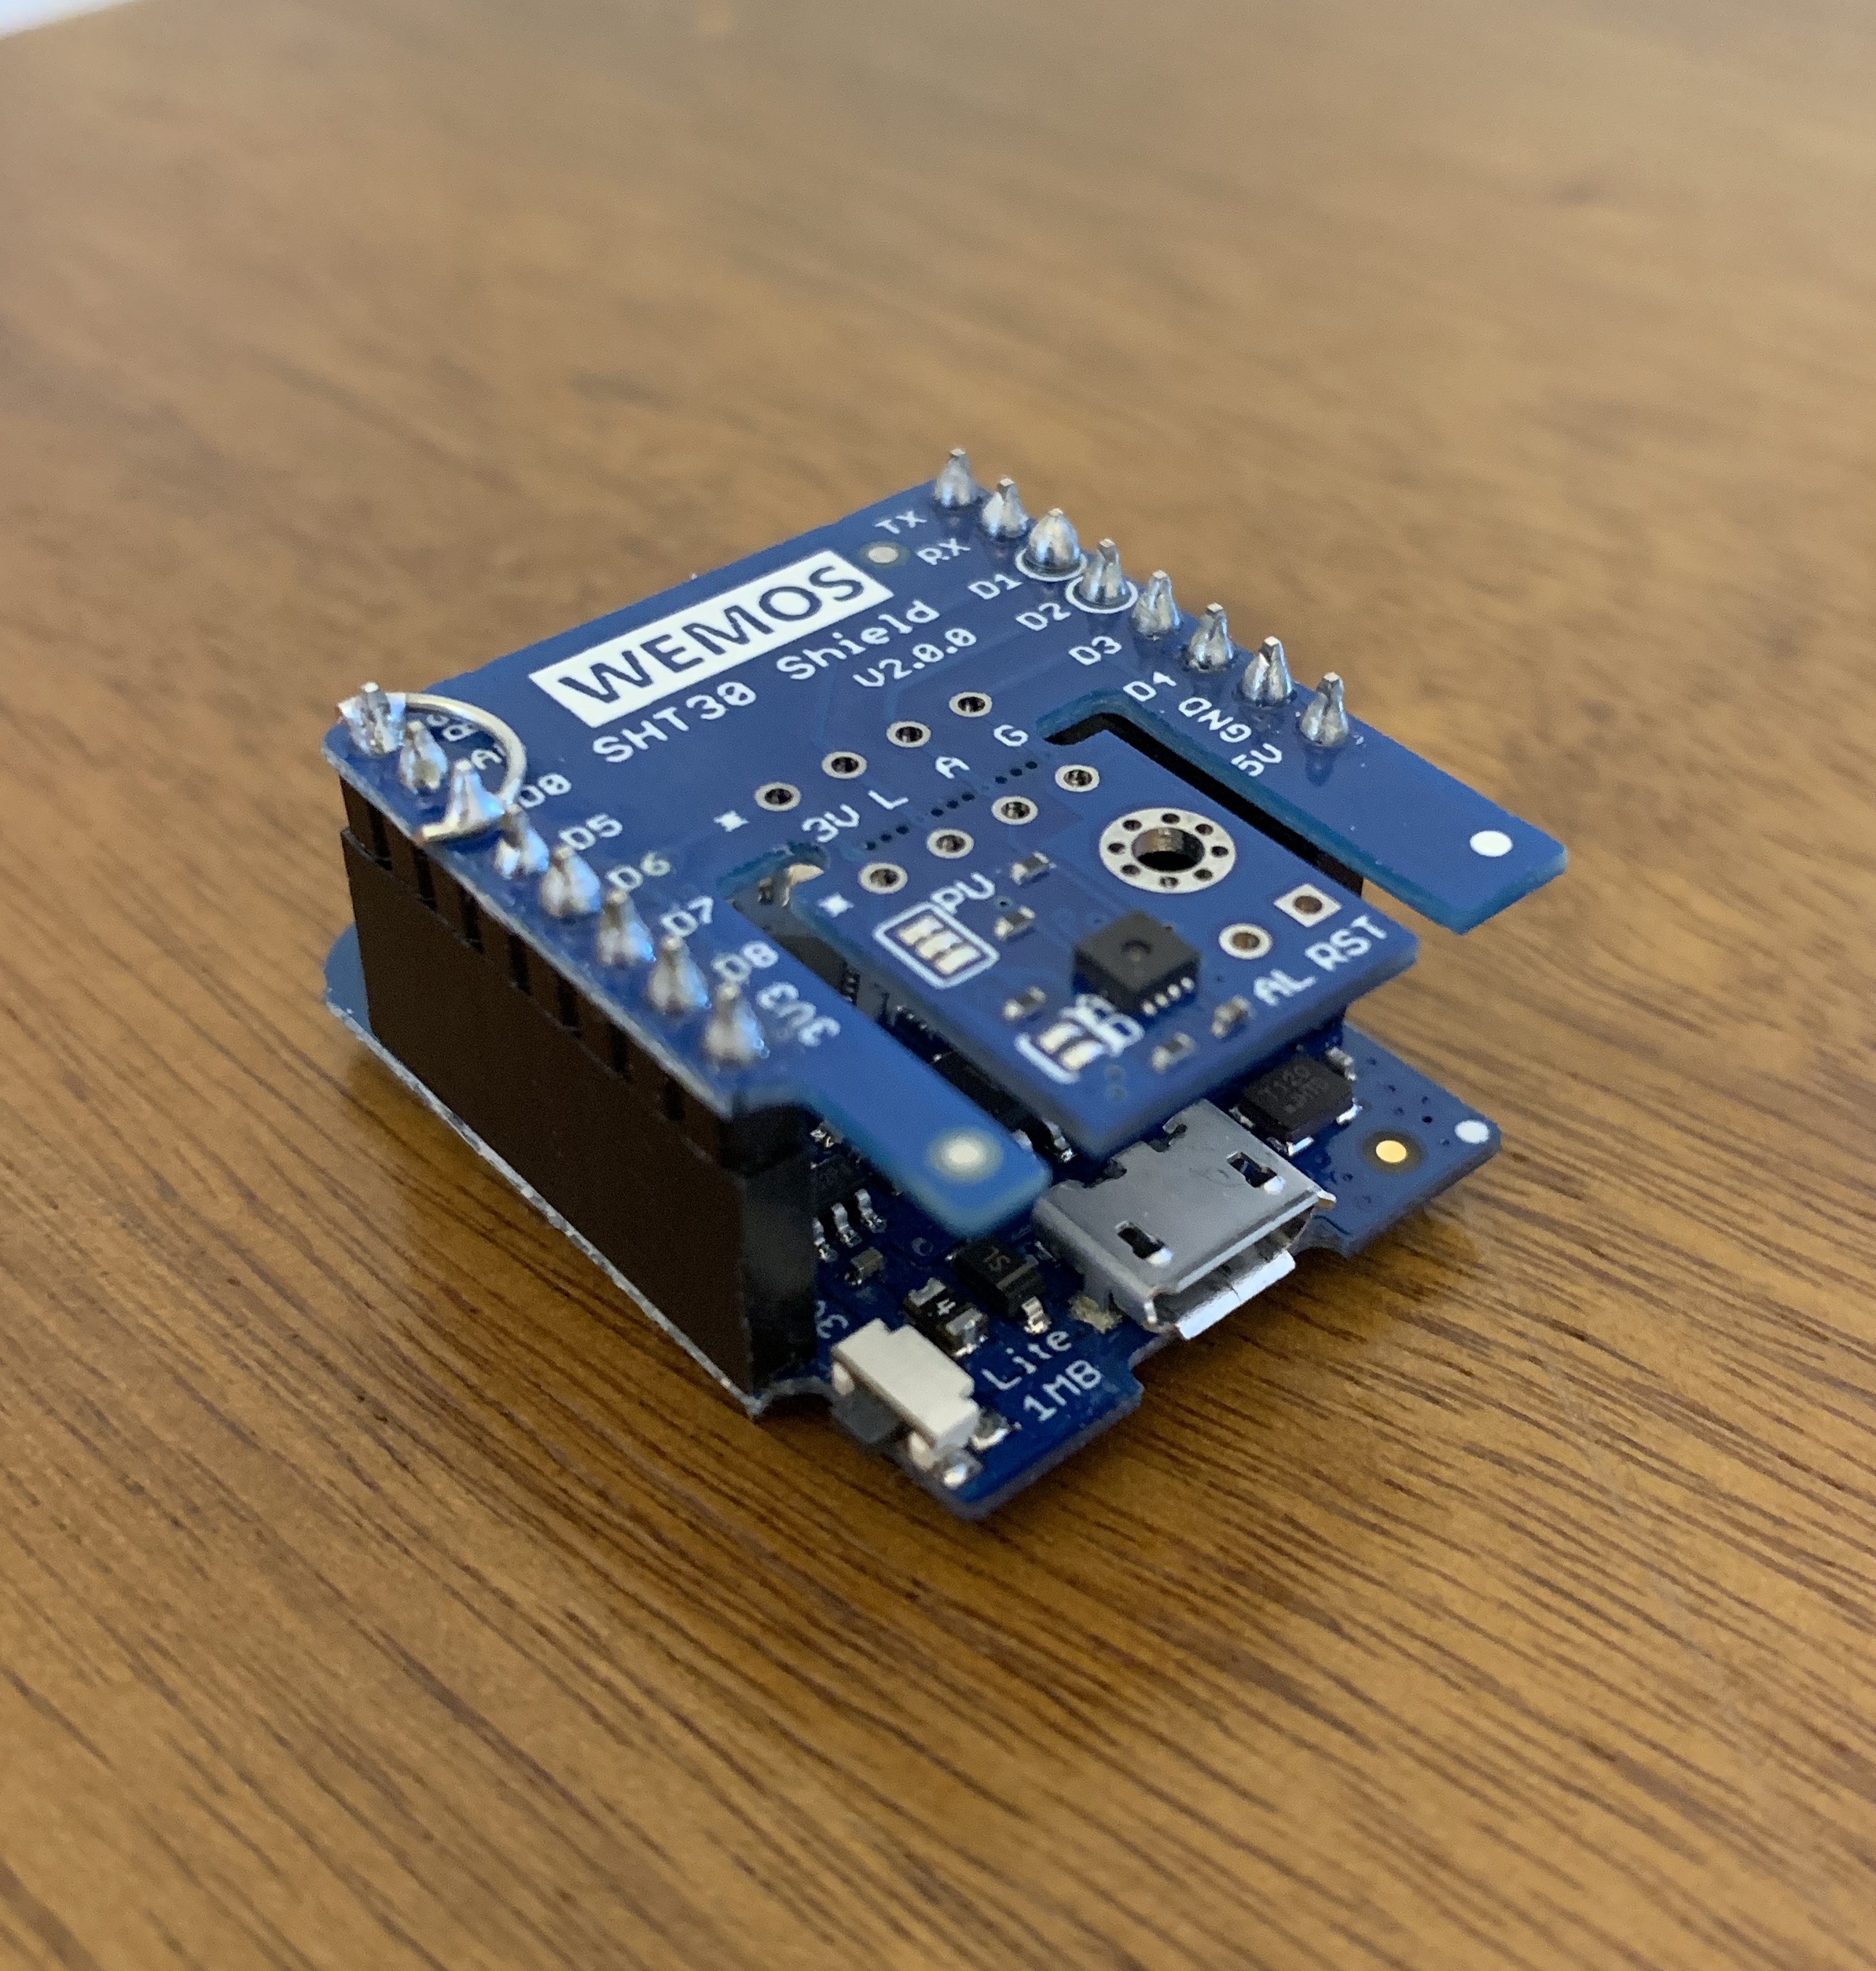 WEMOS
SHT30 Shield
V2.0.0
TX
RX
D1
D2
D3
D4
GND
5V
D0
D5
D6
D7
D8
3V3
3V L A G
PU
AL RST
Lite
1MB